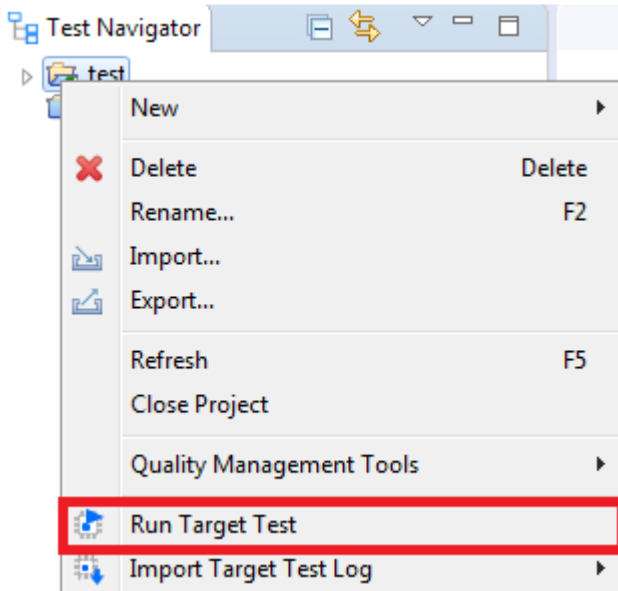 Test Navigator
test
New
Delete Delete
Rename... F2
Import...
Export...
Refresh F5
Close Project
Quality Management Tools
Run Target Test
Import Target Test Log